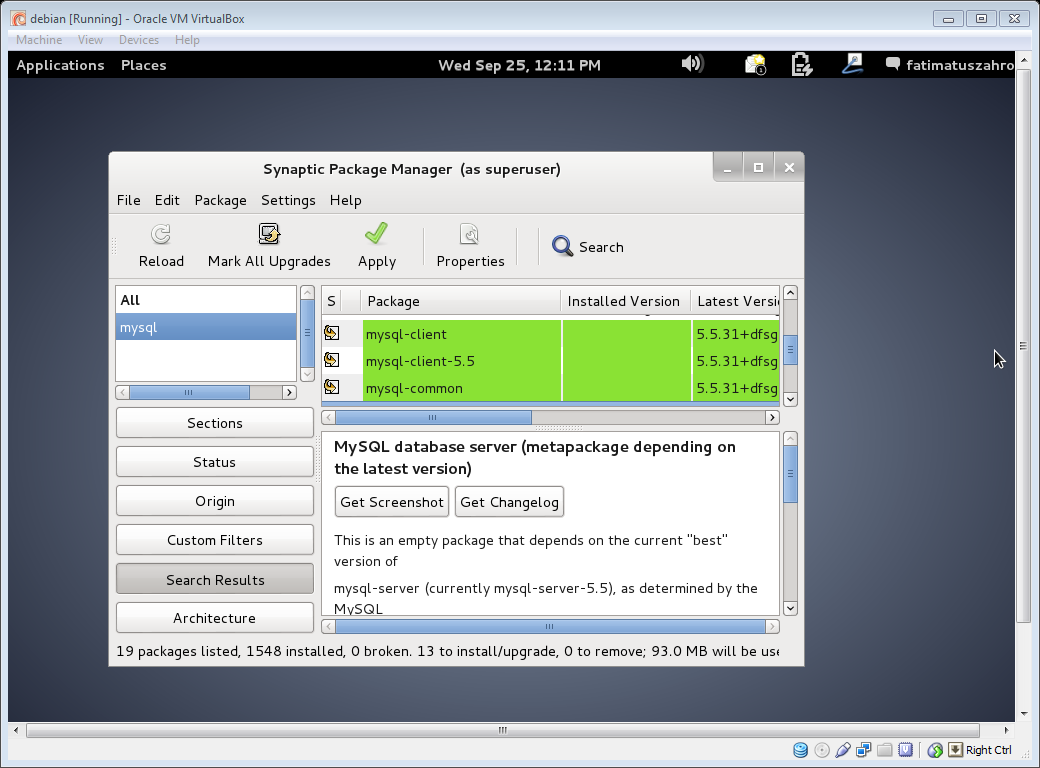 debian [Running] - Oracle VM VirtualBox
Machine View Devices Help
Applications Places Wed Sep 25, 12:11 PM fatimatuszahro
Synaptic Package Manager (as superuser)
File Edit Package Settings Help
Reload Mark All Upgrades Apply Properties Search
All
mysql
S Package Installed Version Latest Versi
mysql-client 5.5.31+dfsg
mysql-client-5.5 5.5.31+dfsg
mysql-common 5.5.31+dfsg
Sections
Status
Origin
Custom Filters
Search Results
Architecture
MySQL database server (metapackage depending on
the latest version)
Get Screenshot Get Changelog
This is an empty package that depends on the current "best"
version of
mysql-server (currently mysql-server-5.5), as determined by the
MySQL
19 packages listed, 1548 installed, 0 broken. 13 to install/upgrade, 0 to remove; 93.0 MB will be use
Right Ctrl